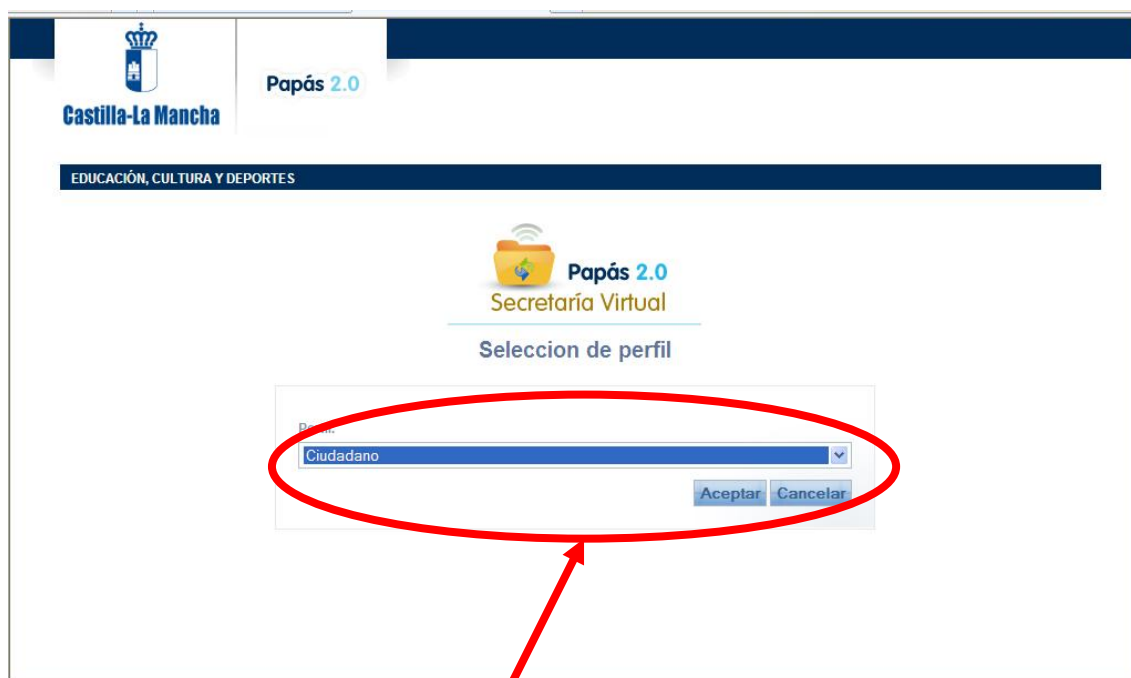 Papás 2.0
Castilla-La Mancha
EDUCACIÓN, CULTURA Y DEPORTES
Papás 2.0
Secretaría Virtual
Seleccion de perfil
Ciudadano
Aceptar Cancelar